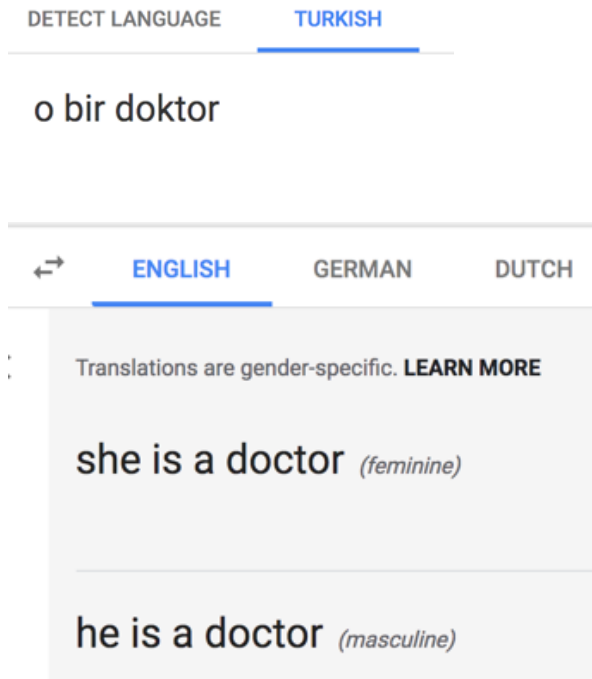 DETECT LANGUAGE TURKISH
o bir doktor
ENGLISH GERMAN DUTCH
Translations are gender-specific. LEARN MORE
she is a doctor (feminine)
he is a doctor (masculine)